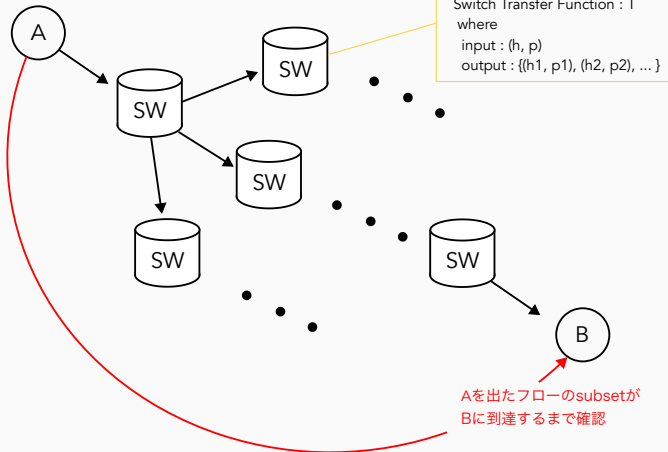 Switch Transfer Function : T
where
input : (h, p)
output : {(h1, p1), (h2, p2), ... }
A
SW
SW
SW
SW
SW
B
Aを出たフローのsubsetが
Bに到達するまで確認